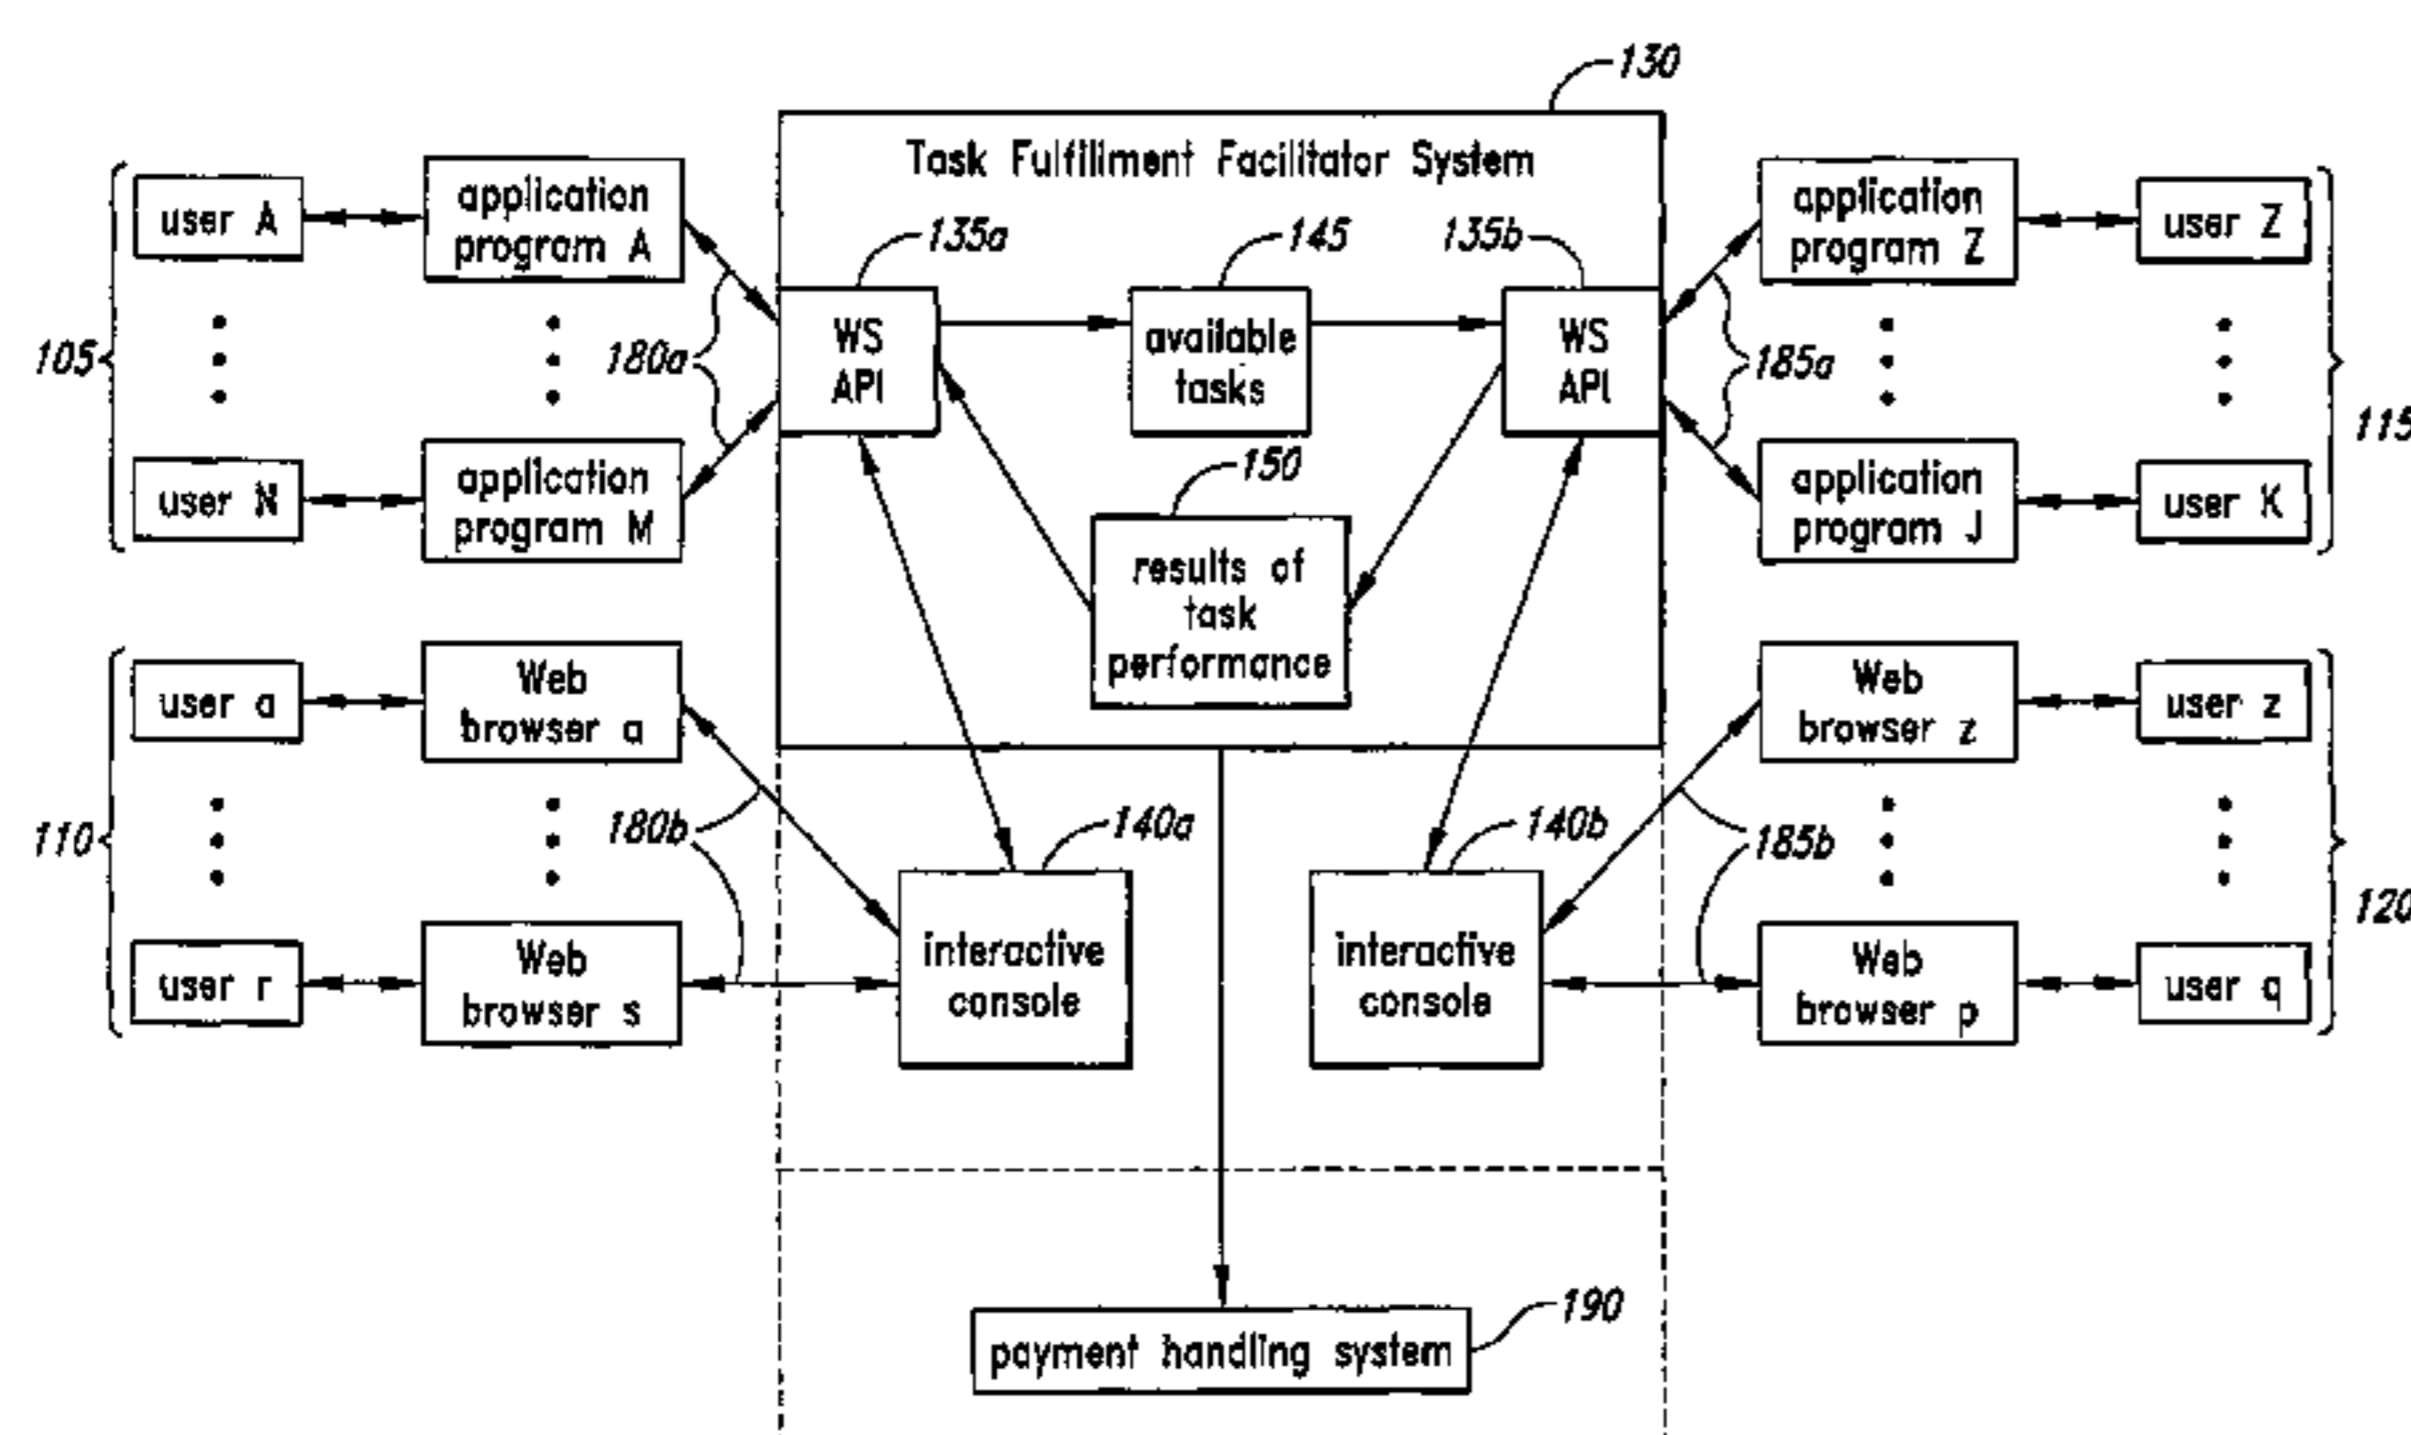 130
Task Fulfillment Facilitator System
user A
application
program A
135a
145
135b
application
program Z
user Z
105
180a
WS
API
available
tasks
WS
API
185a
115
user N
application
program M
150
application
program J
user K
results of
task
performance
user a
Web
browser a
Web
browser z
user z
110
180b
140a
140b
185b
120
user r
Web
browser s
interactive
console
interactive
console
Web
browser p
user q
190
payment handling system